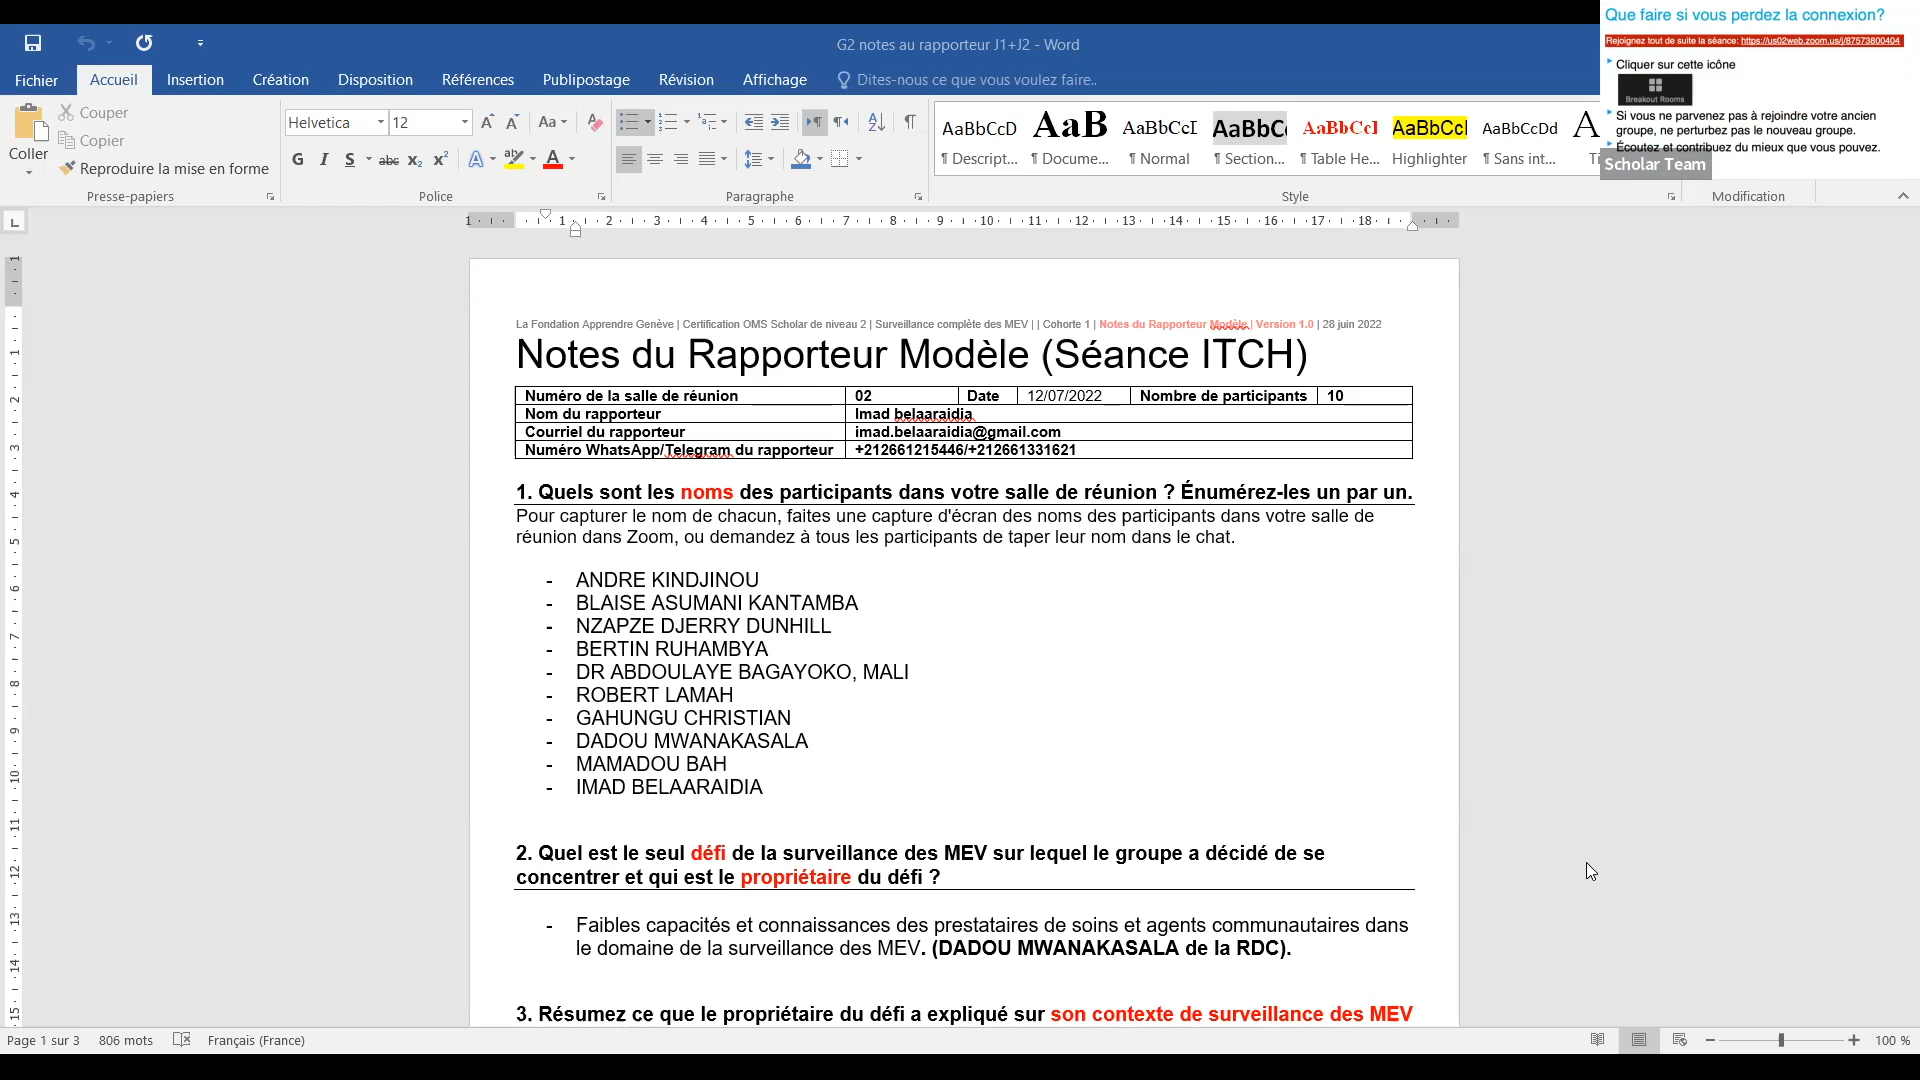 G2 notes au rapporteur J1+J2 - Word
Que faire si vous perdez la connexion?
Rejoignez tout de suite la séance: https://us02web.zoom.us/j/87573800404
Cliquer sur cette icône
Breakout Rooms
Si vous ne parvenez pas à rejoindre votre ancien
groupe, ne perturbez pas le nouveau groupe.
Écoutez et contribuez du mieux que vous pouvez.
Scholar Team
Fichier Accueil Insertion Création Disposition Références Publipostage Révision Affichage Dites-nous ce que vous voulez faire..
Coller
Couper
Copier
Reproduire la mise en forme
Presse-papiers
Helvetica 12
G I S abc x₂ x²
Police
Paragraphe
AaBbCcD AaB AaBbCcI AaBbC AaBbCcI AaBbCcI AaBbCcDd A
¶ Descript... ¶ Docume... ¶ Normal ¶ Section... ¶ Table He... Highlighter ¶ Sans int... Ti
Style
Modification
La Fondation Apprendre Genève | Certification OMS Scholar de niveau 2 | Surveillance complète des MEV | | Cohorte 1 | Notes du Rapporteur Modèle | Version 1.0 | 28 juin 2022
Notes du Rapporteur Modèle (Séance ITCH)
Numéro de la salle de réunion 02 Date 12/07/2022 Nombre de participants 10
Nom du rapporteur Imad belaaraidia
Courriel du rapporteur imad.belaaraidia@gmail.com
Numéro WhatsApp/Telegram du rapporteur +212661215446/+212661331621
1. Quels sont les noms des participants dans votre salle de réunion ? Énumérez-les un par un.
Pour capturer le nom de chacun, faites une capture d'écran des noms des participants dans votre salle de
réunion dans Zoom, ou demandez à tous les participants de taper leur nom dans le chat.
- ANDRE KINDJINOU
- BLAISE ASUMANI KANTAMBA
- NZAPZE DJERRY DUNHILL
- BERTIN RUHAMBYA
- DR ABDOULAYE BAGAYOKO, MALI
- ROBERT LAMAH
- GAHUNGU CHRISTIAN
- DADOU MWANAKASALA
- MAMADOU BAH
- IMAD BELAARAIDIA
2. Quel est le seul défi de la surveillance des MEV sur lequel le groupe a décidé de se
concentrer et qui est le propriétaire du défi ?
- Faibles capacités et connaissances des prestataires de soins et agents communautaires dans
le domaine de la surveillance des MEV. (DADOU MWANAKASALA de la RDC).
3. Résumez ce que le propriétaire du défi a expliqué sur son contexte de surveillance des MEV
Page 1 sur 3 806 mots Français (France) 100 %